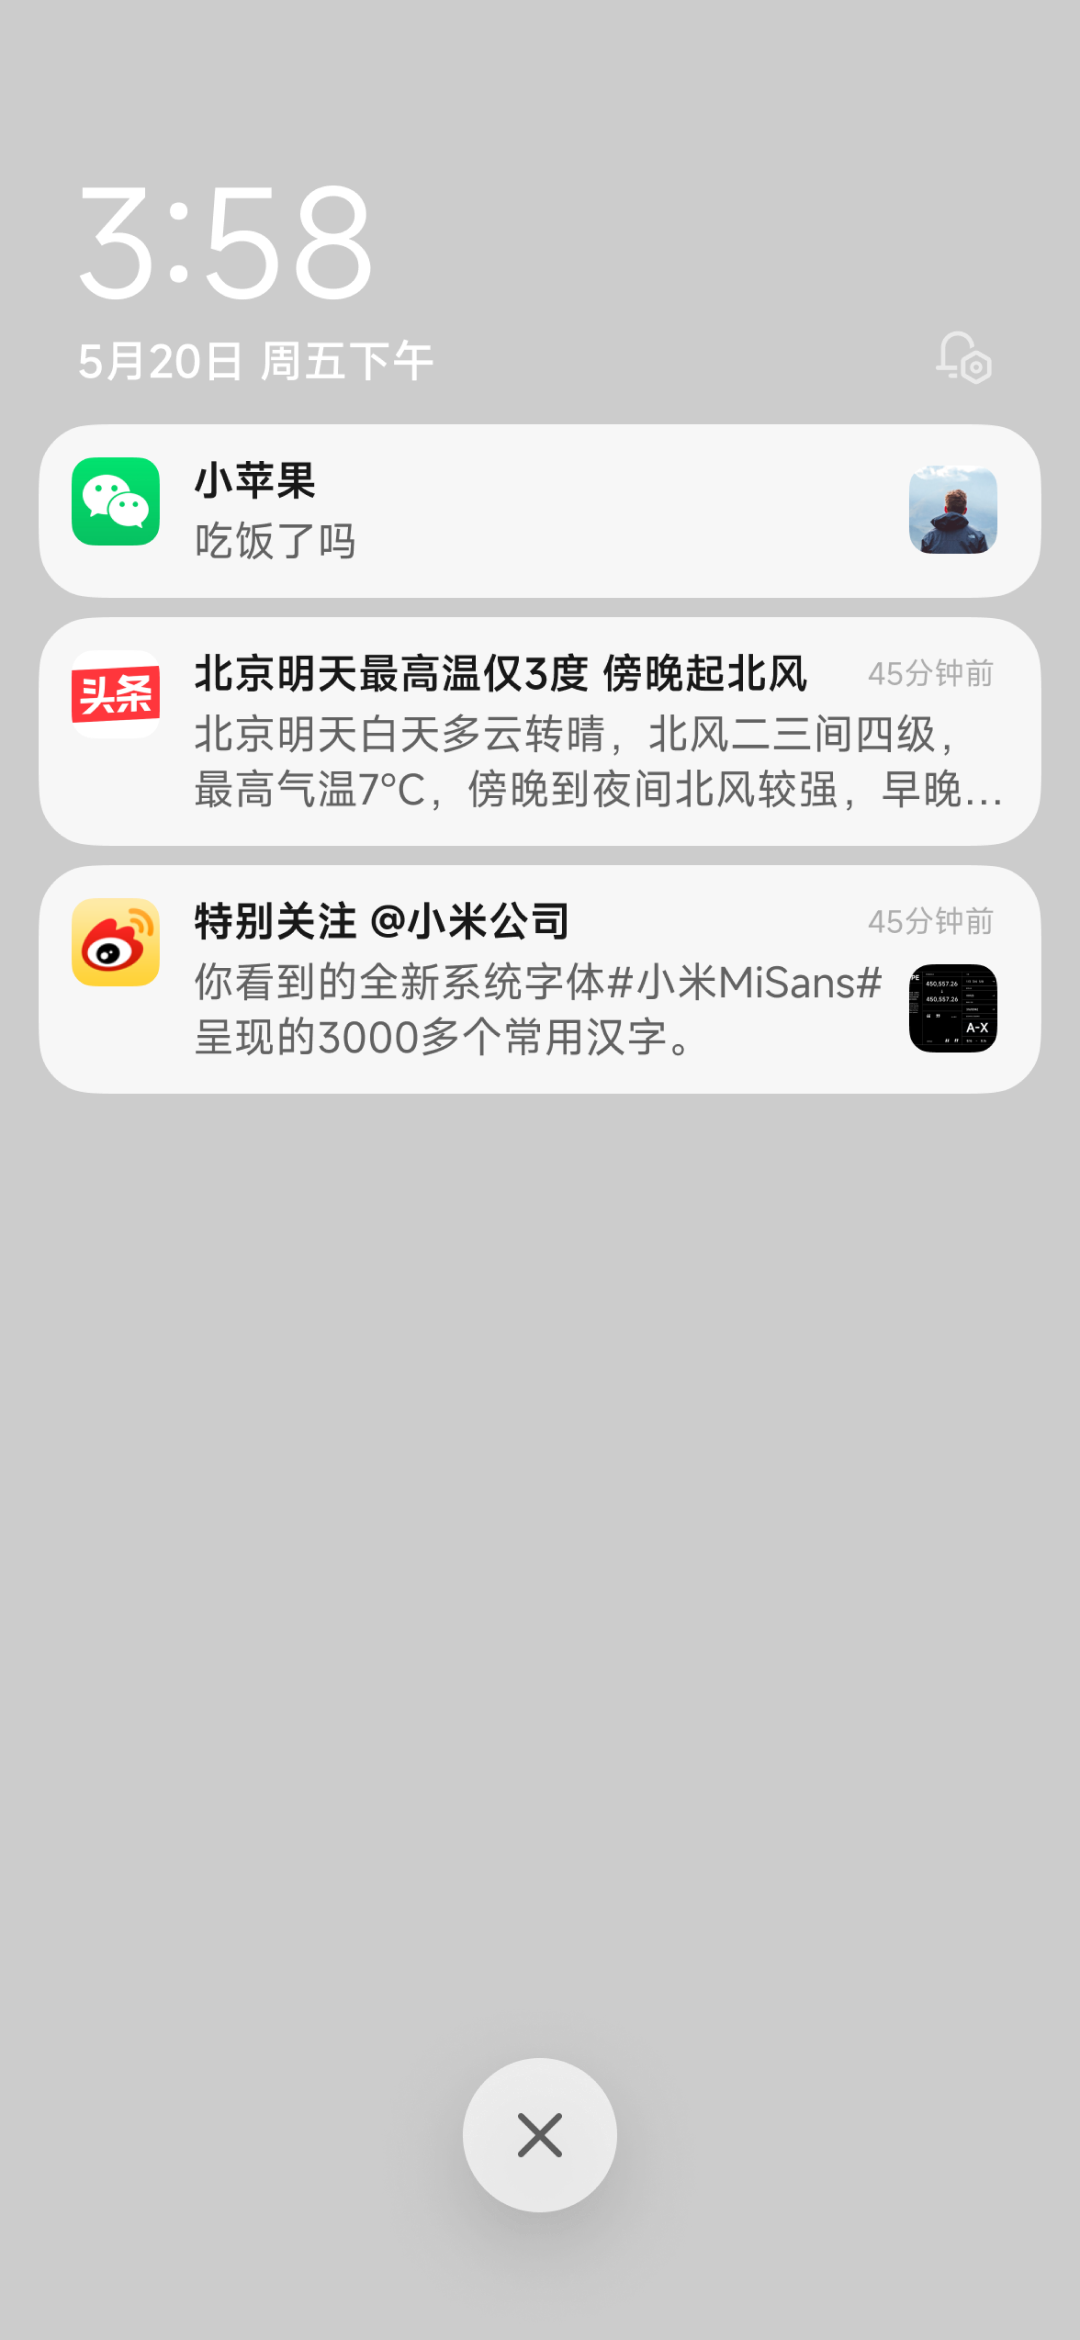 3:58
5月20日 周五下午
小苹果
吃饭了吗
头条
北京明天最高温仅3度 傍晚起北风
45分钟前
北京明天白天多云转晴，北风二三间四级，
最高气温7°C，傍晚到夜间北风较强，早晚...
特别关注 @小米公司
45分钟前
你看到的全新系统字体#小米MiSans#
呈现的3000多个常用汉字。
450,557.26
450,557.26
A-X